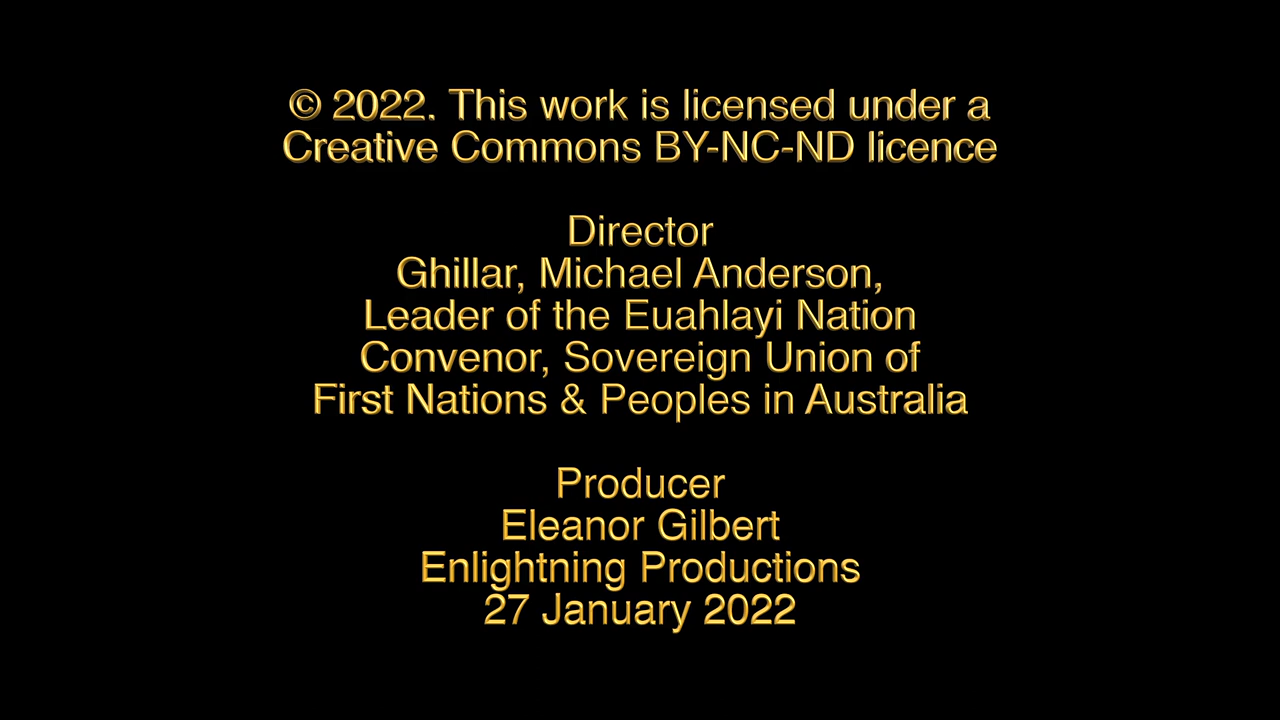 © 2022. This work is licensed under a
Creative Commons BY-NC-ND licence
Director
Ghillar, Michael Anderson,
Leader of the Euahlayi Nation
Convenor, Sovereign Union of
First Nations & Peoples in Australia
Producer
Eleanor Gilbert
Enlightning Productions
27 January 2022